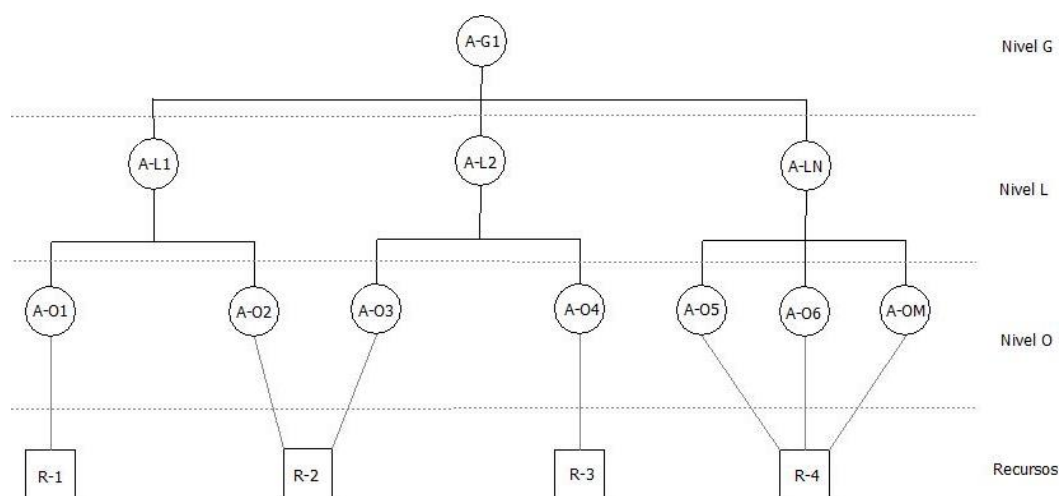 A-G1
Nivel G
A-L1
A-L2
A-LN
Nivel L
A-O1
A-O2
A-O3
A-O4
A-O5
A-O6
A-OM
Nivel O
R-1
R-2
R-3
R-4
Recursos